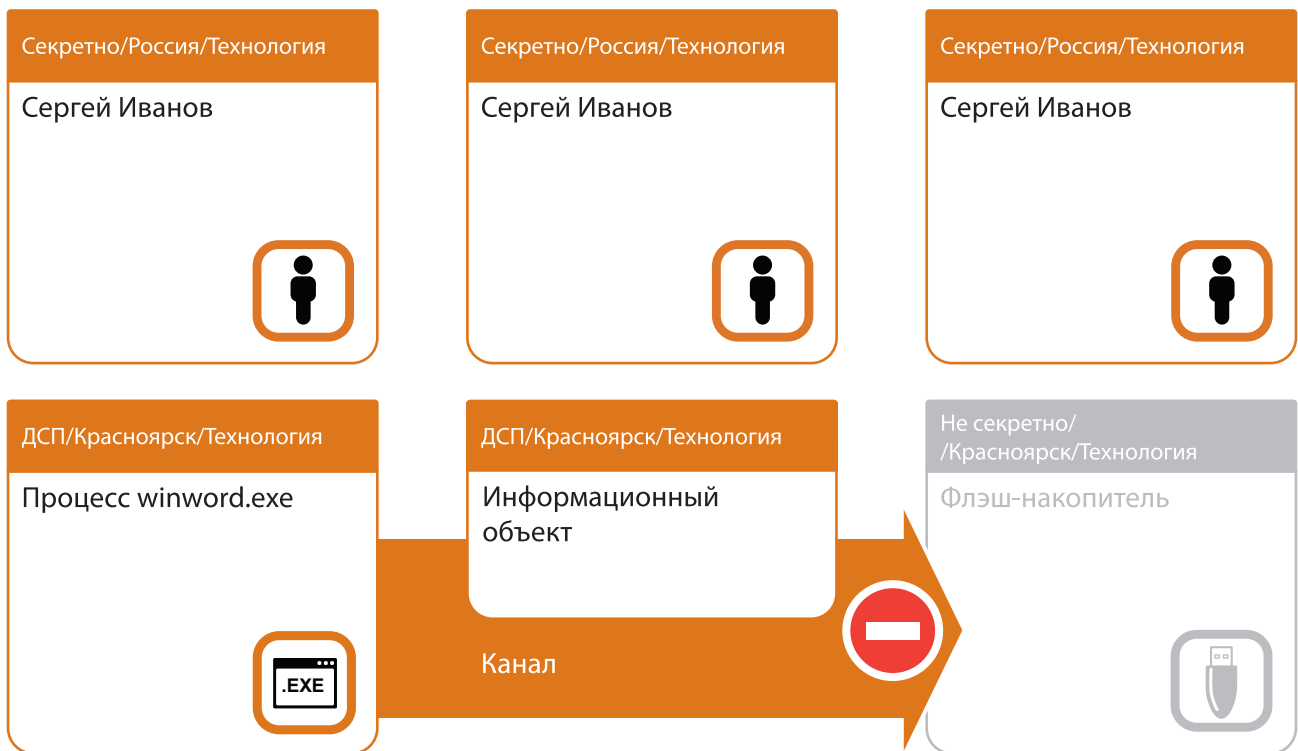 Секретно/Россия/Технология
Сергей Иванов
Секретно/Россия/Технология
Сергей Иванов
Секретно/Россия/Технология
Сергей Иванов
ДСП/Красноярск/Технология
Процесс winword.exe
.EXE
ДСП/Красноярск/Технология
Информационный
объект
Канал
Не секретно/
/Красноярск/Технология
Флэш-накопитель